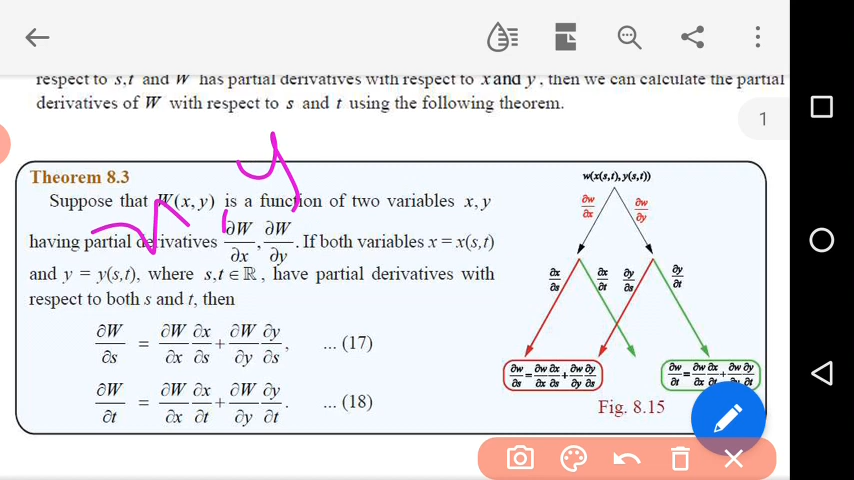 respect to s,t and W has partial derivatives with respect to x and y, then we can calculate the partial
derivatives of W with respect to s and t using the following theorem.
1
Theorem 8.3
Suppose that W(x, y) is a function of two variables x, y
having partial derivatives ∂W/∂x, ∂W/∂y. If both variables x = x(s,t)
and y = y(s,t), where s,t ∈ ℝ, have partial derivatives with
respect to both s and t, then
∂W/∂s = ∂W/∂x ∂x/∂s + ∂W/∂y ∂y/∂s, ... (17)
∂W/∂t = ∂W/∂x ∂x/∂t + ∂W/∂y ∂y/∂t. ... (18)
w(x(s,t), y(s,t))
∂w/∂x ∂w/∂y
∂x/∂s ∂x/∂t ∂y/∂s ∂y/∂t
∂w/∂s = ∂w/∂x ∂x/∂s + ∂w/∂y ∂y/∂s
∂w/∂t = ∂w/∂x ∂x/∂t + ∂w/∂y ∂y/∂t
Fig. 8.15